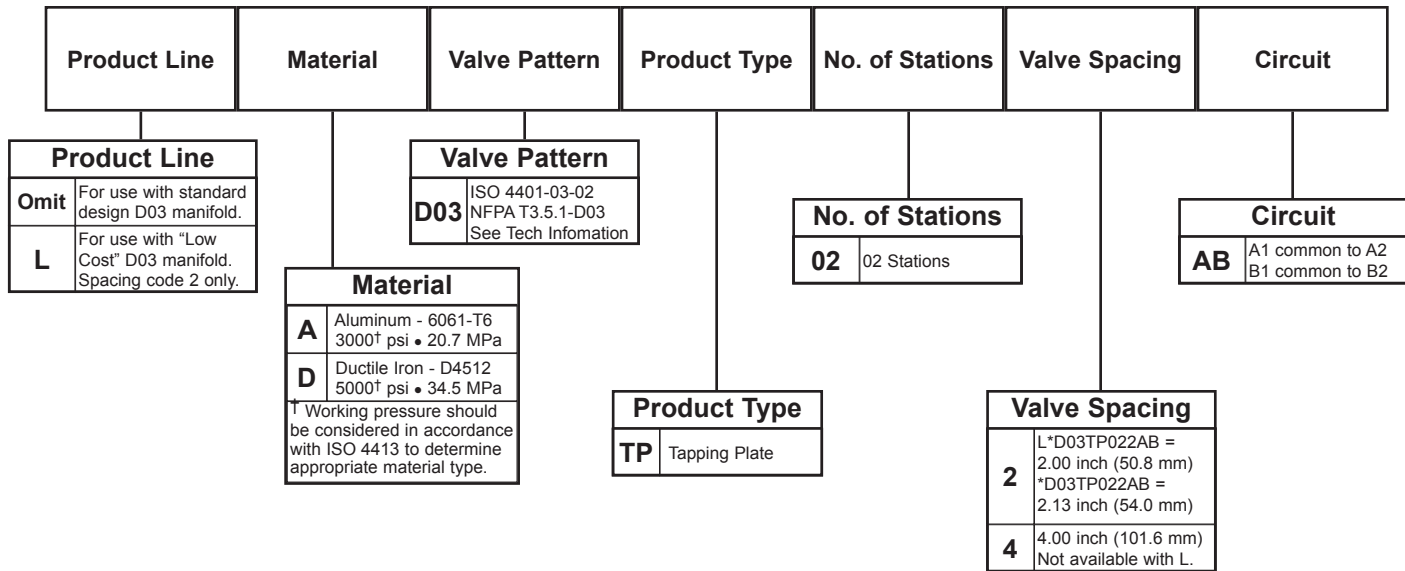 Product Line
Material
Valve Pattern
Product Type
No. of Stations
Valve Spacing
Circuit
Product Line
Omit
For use with standard
design D03 manifold.
L
For use with “Low
Cost” D03 manifold.
Spacing code 2 only.
Material
A
Aluminum - 6061-T6
3000† psi • 20.7 MPa
D
Ductile Iron - D4512
5000† psi • 34.5 MPa
† Working pressure should
be considered in accordance
with ISO 4413 to determine
appropriate material type.
Valve Pattern
D03
ISO 4401-03-02
NFPA T3.5.1-D03
See Tech Infomation
Product Type
TP
Tapping Plate
No. of Stations
02
02 Stations
Valve Spacing
2
L*D03TP022AB =
2.00 inch (50.8 mm)
*D03TP022AB =
2.13 inch (54.0 mm)
4
4.00 inch (101.6 mm)
Not available with L.
Circuit
AB
A1 common to A2
B1 common to B2